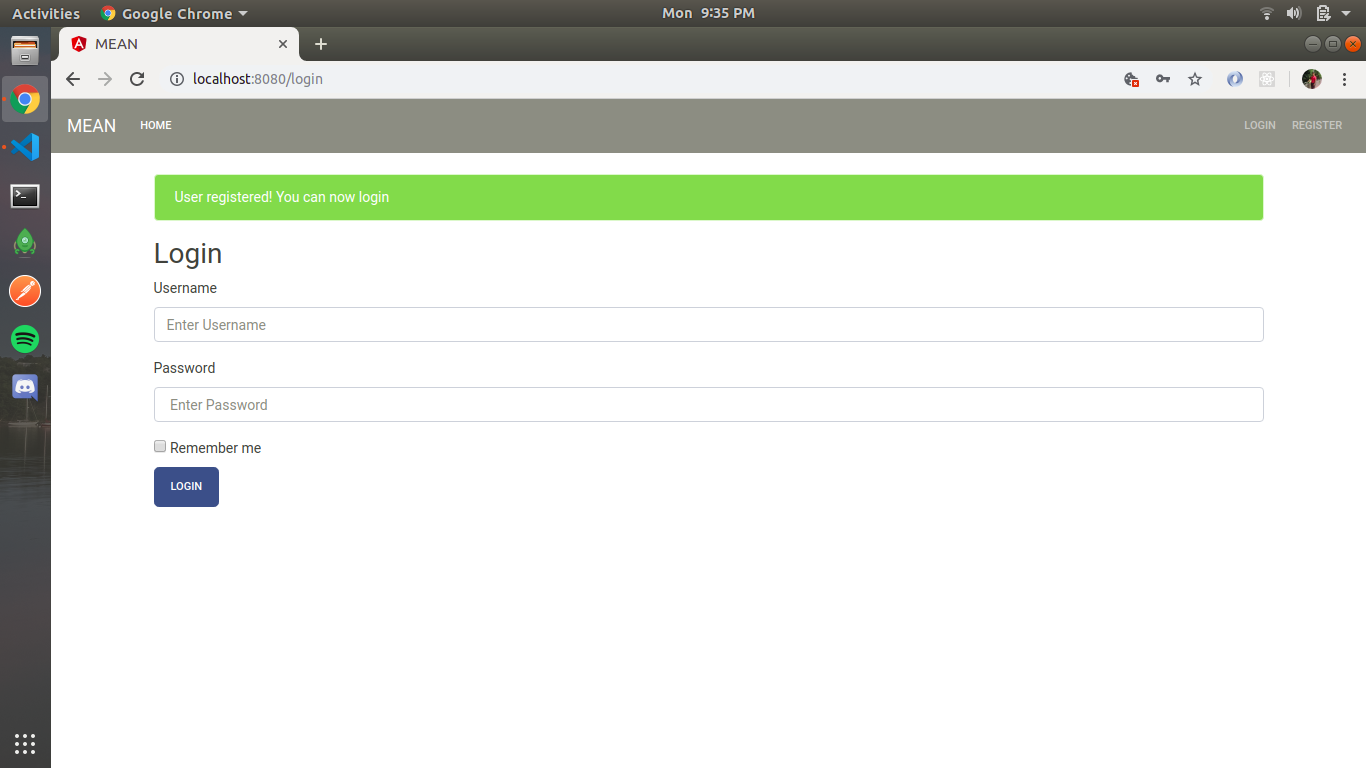 Activities Google Chrome Mon 9:35 PM
MEAN
localhost:8080/login
MEAN HOME LOGIN REGISTER
User registered! You can now login
Login
Username
Enter Username
Password
Enter Password
Remember me
LOGIN